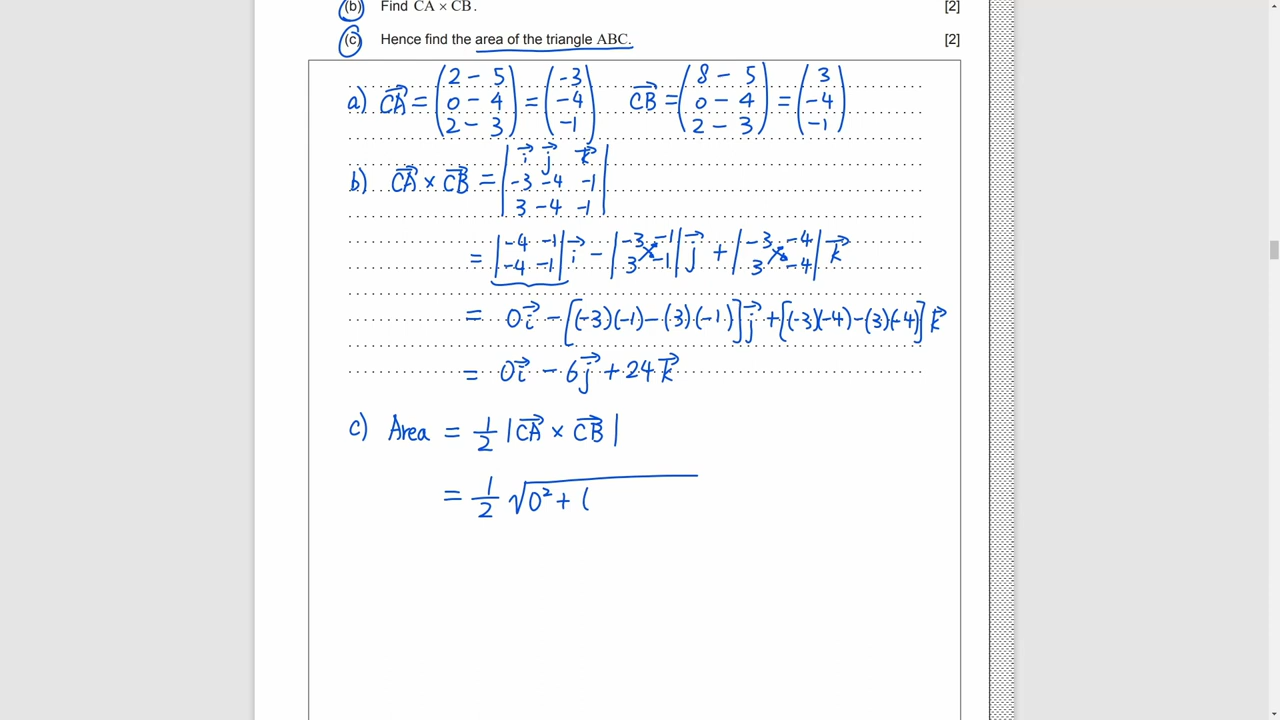 (b) Find CA × CB. [2]
(c) Hence find the area of the triangle ABC. [2]
a) CA⃗ = (2 - 5, 0 - 4, 2 - 3) = (-3, -4, -1) CB⃗ = (8 - 5, 0 - 4, 2 - 3) = (3, -4, -1)
b) CA⃗ × CB⃗ = | i⃗ j⃗ k⃗ |
| -3 -4 -1 |
| 3 -4 -1 |
= | -4 -1 ; -4 -1 | i⃗ - | -3 -1 ; 3 -1 | j⃗ + | -3 -4 ; 3 -4 | k⃗
= 0i⃗ - [(-3)(-1) - (3)(-1)] j⃗ + [(-3)(-4) - (3)(-4)] k⃗
= 0i⃗ - 6j⃗ + 24k⃗
c) Area = 1/2 | CA⃗ × CB⃗ |
= 1/2 √0² + (